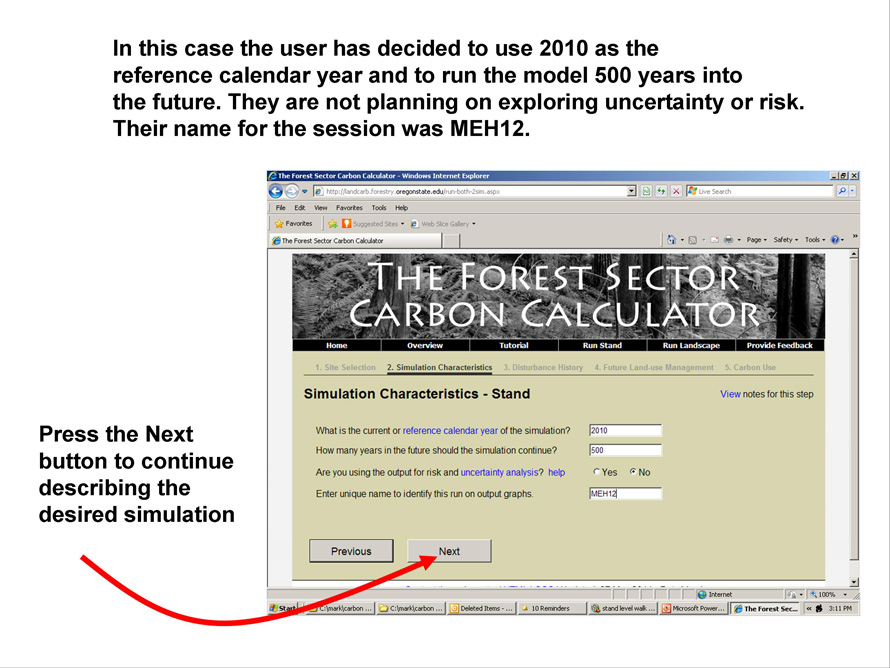 In this case the user has decided to use 2010 as the
reference calendar year and to run the model 500 years into
the future. They are not planning on exploring uncertainty or risk.
Their name for the session was MEH12.
The Forest Sector Carbon Calculator - Windows Internet Explorer
http://landcarb.forestry.oregonstate.edu/run-both-2sim.aspx
Live Search
File Edit View Favorites Tools Help
Favorites Suggested Sites Web Slice Gallery
The Forest Sector Carbon Calculator Page Safety Tools
THE FOREST SECTOR
CARBON CALCULATOR
Home Overview Tutorial Run Stand Run Landscape Provide Feedback
1. Site Selection 2. Simulation Characteristics 3. Disturbance History 4. Future Land-use Management 5. Carbon Use
Simulation Characteristics - Stand View notes for this step
What is the current or reference calendar year of the simulation? 2010
How many years in the future should the simulation continue? 500
Are you using the output for risk and uncertainty analysis? help Yes No
Enter unique name to identify this run on output graphs. MEH12
Press the Next
button to continue
describing the
desired simulation
Previous Next
Internet 100%
Start C:\mark\carbon ... C:\mark\carbon ... Deleted Items - ... 10 Reminders stand level walk ... Microsoft Power... The Forest Sec... 3:11 PM